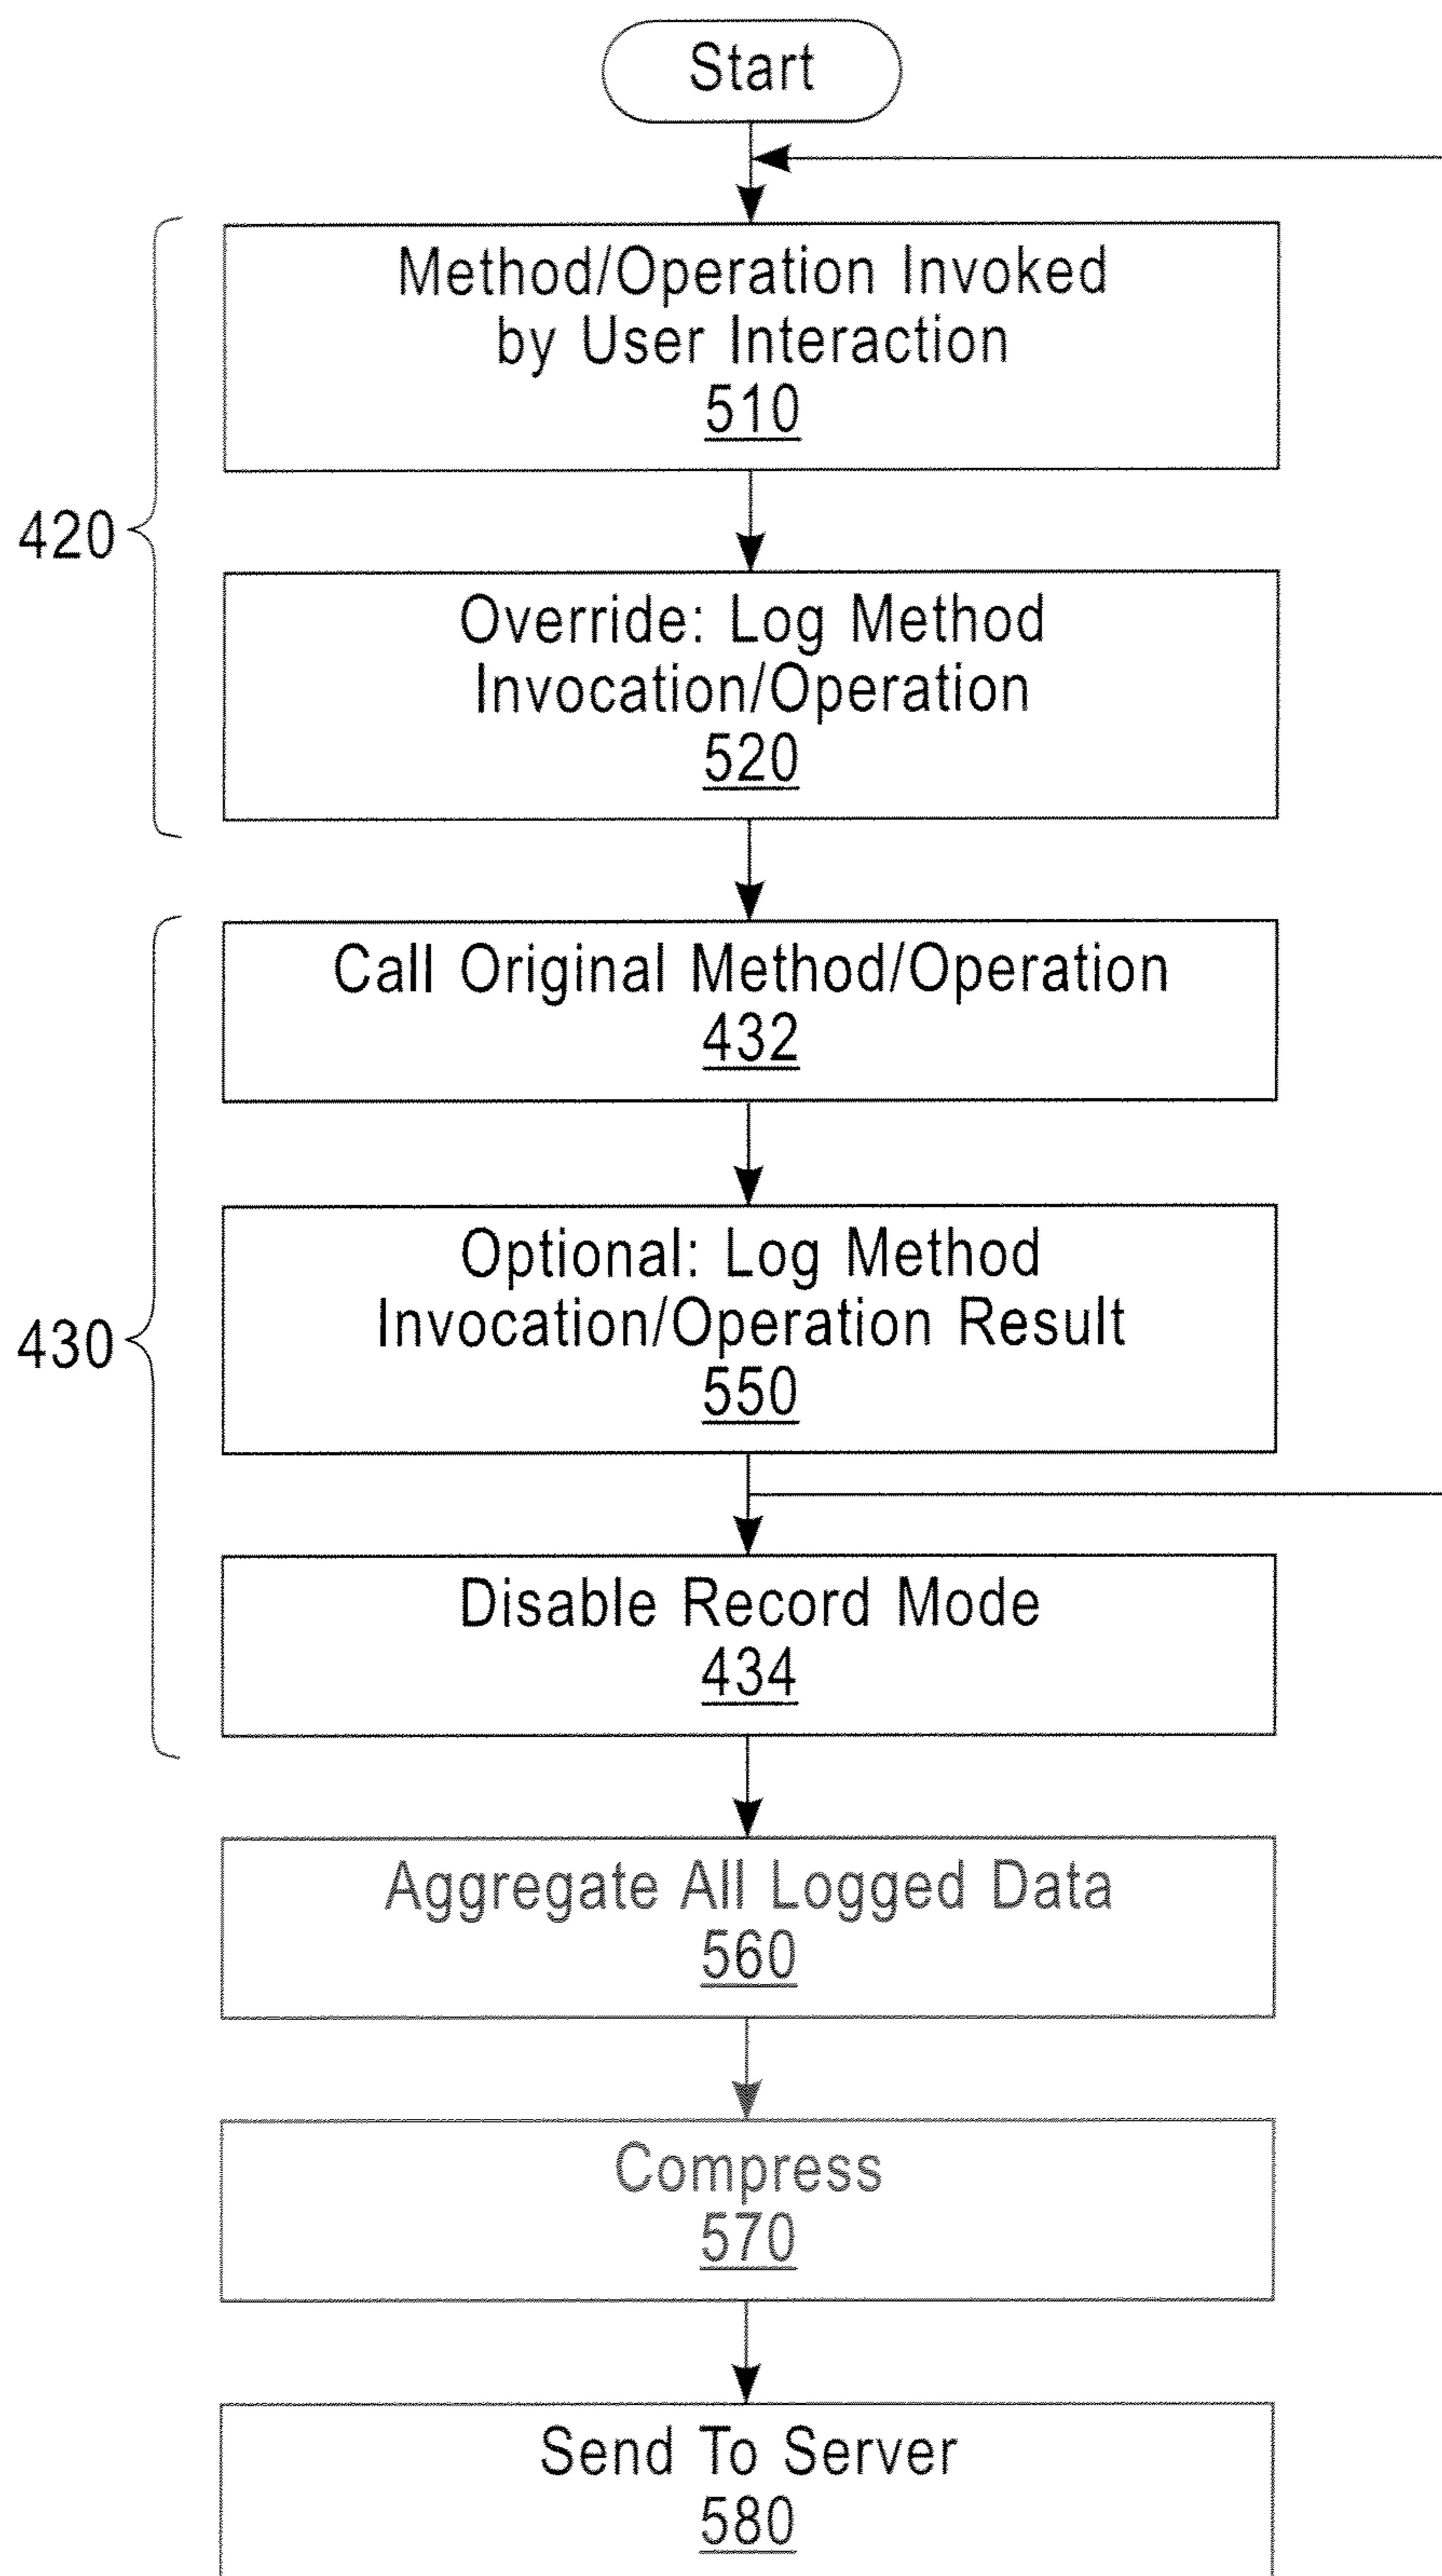 Start
Method/Operation Invoked
by User Interaction
510
420
Override: Log Method
Invocation/Operation
520
Call Original Method/Operation
432
Optional: Log Method
Invocation/Operation Result
550
430
Disable Record Mode
434
Aggregate All Logged Data
560
Compress
570
Send To Server
580